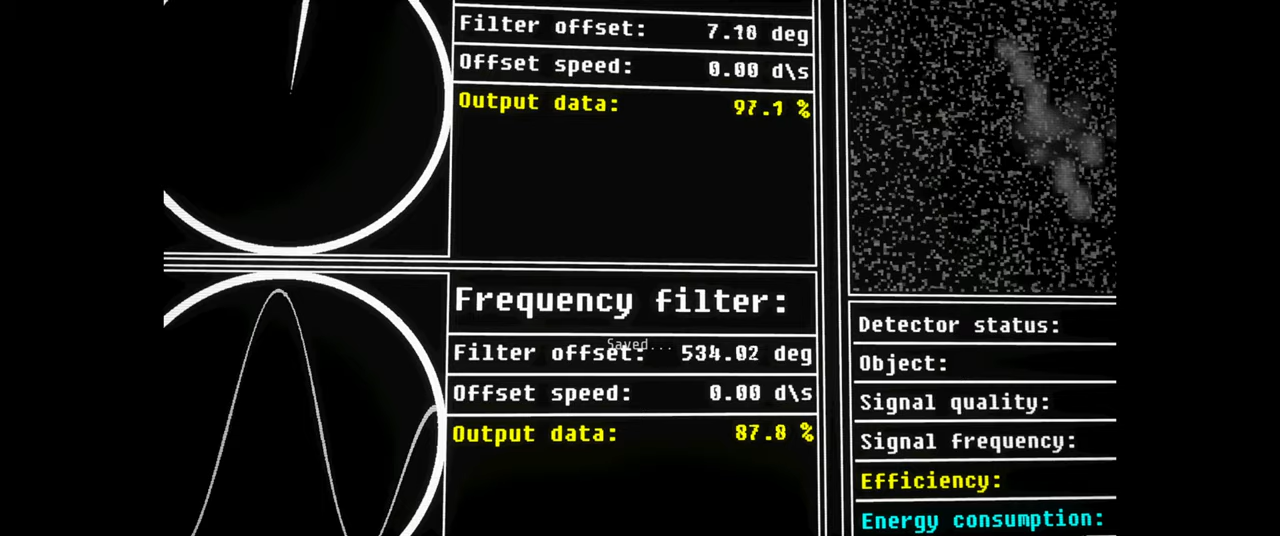 Filter offset: 7.10 deg
Offset speed: 0.00 d\s
Output data: 97.1 %
Frequency filter:
Saved...
Filter offset: 534.02 deg
Offset speed: 0.00 d\s
Output data: 87.8 %
Detector status:
Object:
Signal quality:
Signal frequency:
Efficiency:
Energy consumption: